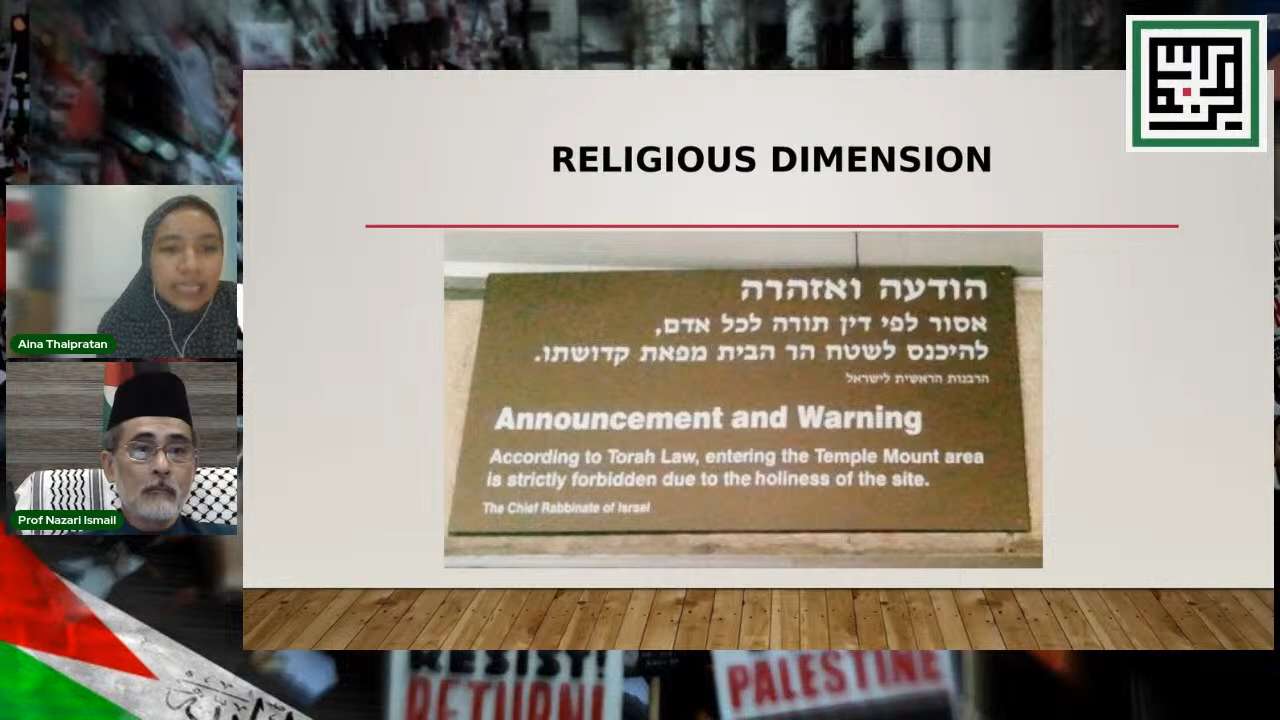 RELIGIOUS DIMENSION
הודעה ואזהרה
אסור לפי דין תורה לכל אדם,
להיכנס לשטח הר הבית מפאת קדושתו.
הרבנות הראשית לישראל
Announcement and Warning
According to Torah Law, entering the Temple Mount area
is strictly forbidden due to the holiness of the site.
The Chief Rabbinate of Israel
Aina Thaipratan
Prof Nazari Ismail
RESIST!
RETURN!
PALESTINE